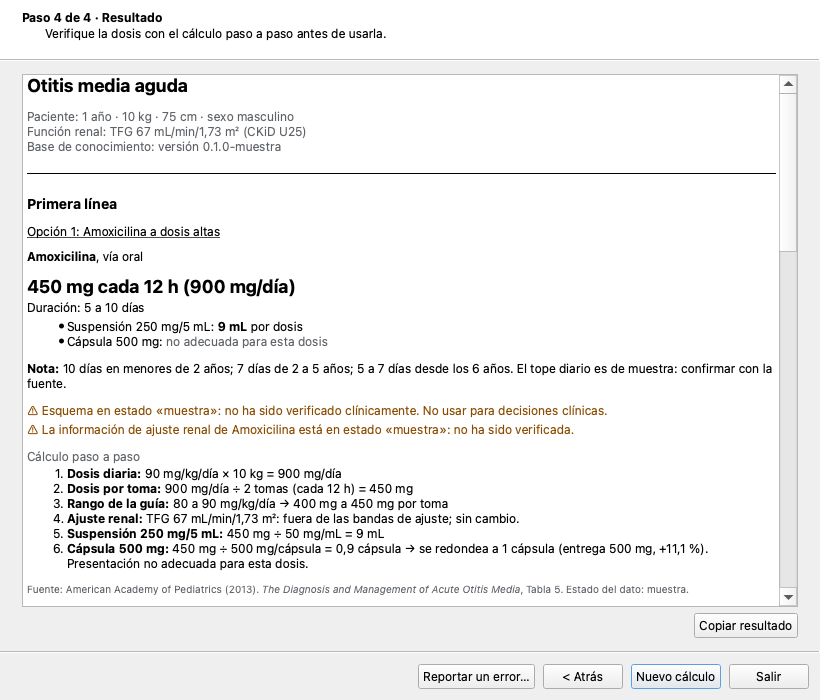 Paso 4 de 4 · Resultado
Verifique la dosis con el cálculo paso a paso antes de usarla.
Otitis media aguda
Paciente: 1 año · 10 kg · 75 cm · sexo masculino
Función renal: TFG 67 mL/min/1,73 m² (CKiD U25)
Base de conocimiento: versión 0.1.0-muestra
Primera línea
Opción 1: Amoxicilina a dosis altas
Amoxicilina, vía oral
450 mg cada 12 h (900 mg/día)
Duración: 5 a 10 días
• Suspensión 250 mg/5 mL: 9 mL por dosis
• Cápsula 500 mg: no adecuada para esta dosis
Nota: 10 días en menores de 2 años; 7 días de 2 a 5 años; 5 a 7 días desde los 6 años. El tope diario es de muestra: confirmar con la
fuente.
⚠ Esquema en estado «muestra»: no ha sido verificado clínicamente. No usar para decisiones clínicas.
⚠ La información de ajuste renal de Amoxicilina está en estado «muestra»: no ha sido verificada.
Cálculo paso a paso
1. Dosis diaria: 90 mg/kg/día × 10 kg = 900 mg/día
2. Dosis por toma: 900 mg/día ÷ 2 tomas (cada 12 h) = 450 mg
3. Rango de la guía: 80 a 90 mg/kg/día → 400 mg a 450 mg por toma
4. Ajuste renal: TFG 67 mL/min/1,73 m²: fuera de las bandas de ajuste; sin cambio.
5. Suspensión 250 mg/5 mL: 450 mg ÷ 50 mg/mL = 9 mL
6. Cápsula 500 mg: 450 mg ÷ 500 mg/cápsula = 0,9 cápsula → se redondea a 1 cápsula (entrega 500 mg, +11,1 %).
Presentación no adecuada para esta dosis.
Fuente: American Academy of Pediatrics (2013). The Diagnosis and Management of Acute Otitis Media, Tabla 5. Estado del dato: muestra.
Copiar resultado
Reportar un error...
< Atrás
Nuevo cálculo
Salir